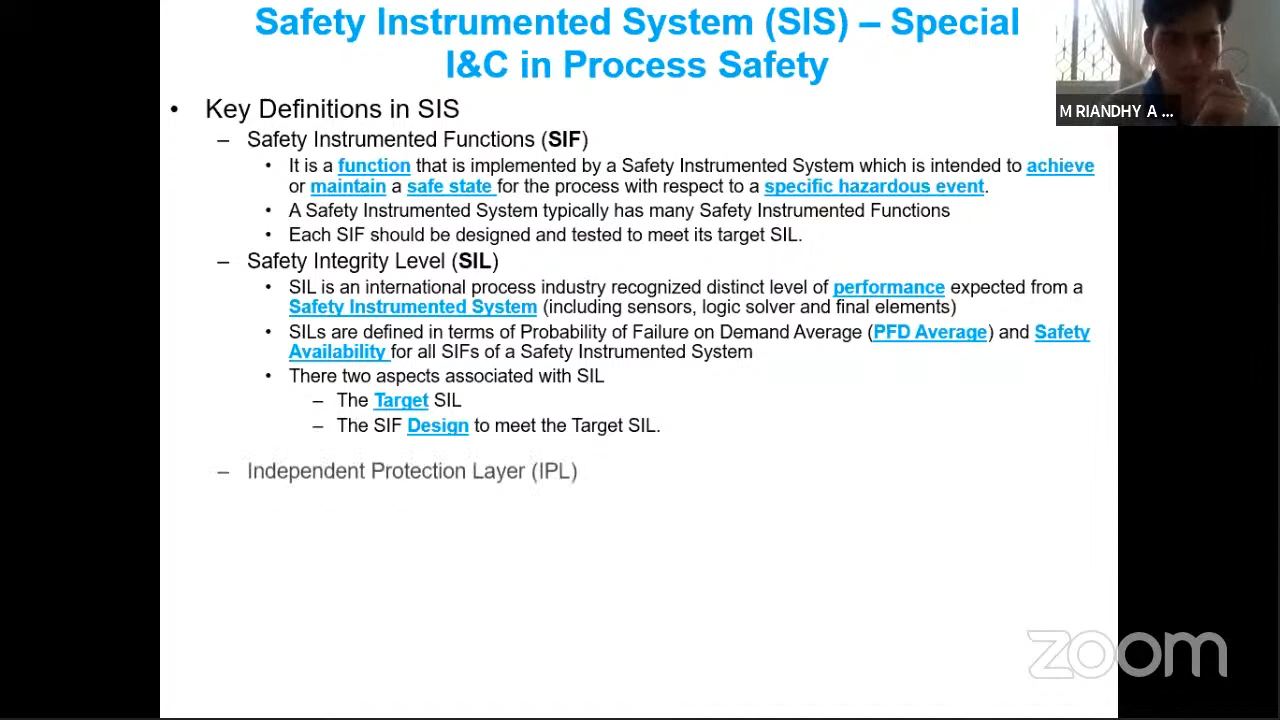 Safety Instrumented System (SIS) – Special
I&C in Process Safety
M RIANDHY A ...
• Key Definitions in SIS
– Safety Instrumented Functions (SIF)
• It is a function that is implemented by a Safety Instrumented System which is intended to achieve
or maintain a safe state for the process with respect to a specific hazardous event.
• A Safety Instrumented System typically has many Safety Instrumented Functions
• Each SIF should be designed and tested to meet its target SIL.
– Safety Integrity Level (SIL)
• SIL is an international process industry recognized distinct level of performance expected from a
Safety Instrumented System (including sensors, logic solver and final elements)
• SILs are defined in terms of Probability of Failure on Demand Average (PFD Average) and Safety
Availability for all SIFs of a Safety Instrumented System
• There two aspects associated with SIL
– The Target SIL
– The SIF Design to meet the Target SIL.
– Independent Protection Layer (IPL)
zoom